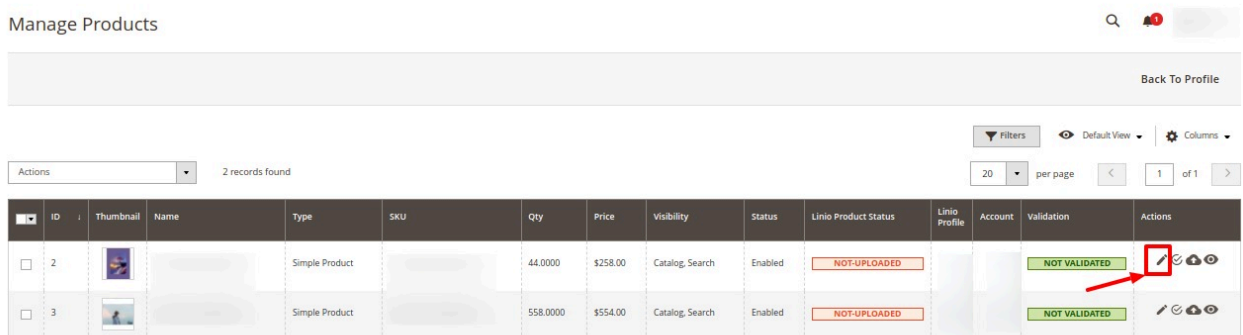 Manage Products
1
Back To Profile
Filters
Default View
Columns
Actions
2 records found
20
per page
1
of 1
ID ↓ Thumbnail Name Type SKU Qty Price Visibility Status Linio Product Status Linio Profile Account Validation Actions
2 Simple Product 44.0000 $258.00 Catalog, Search Enabled NOT-UPLOADED NOT VALIDATED
3 Simple Product 558.0000 $554.00 Catalog, Search Enabled NOT-UPLOADED NOT VALIDATED